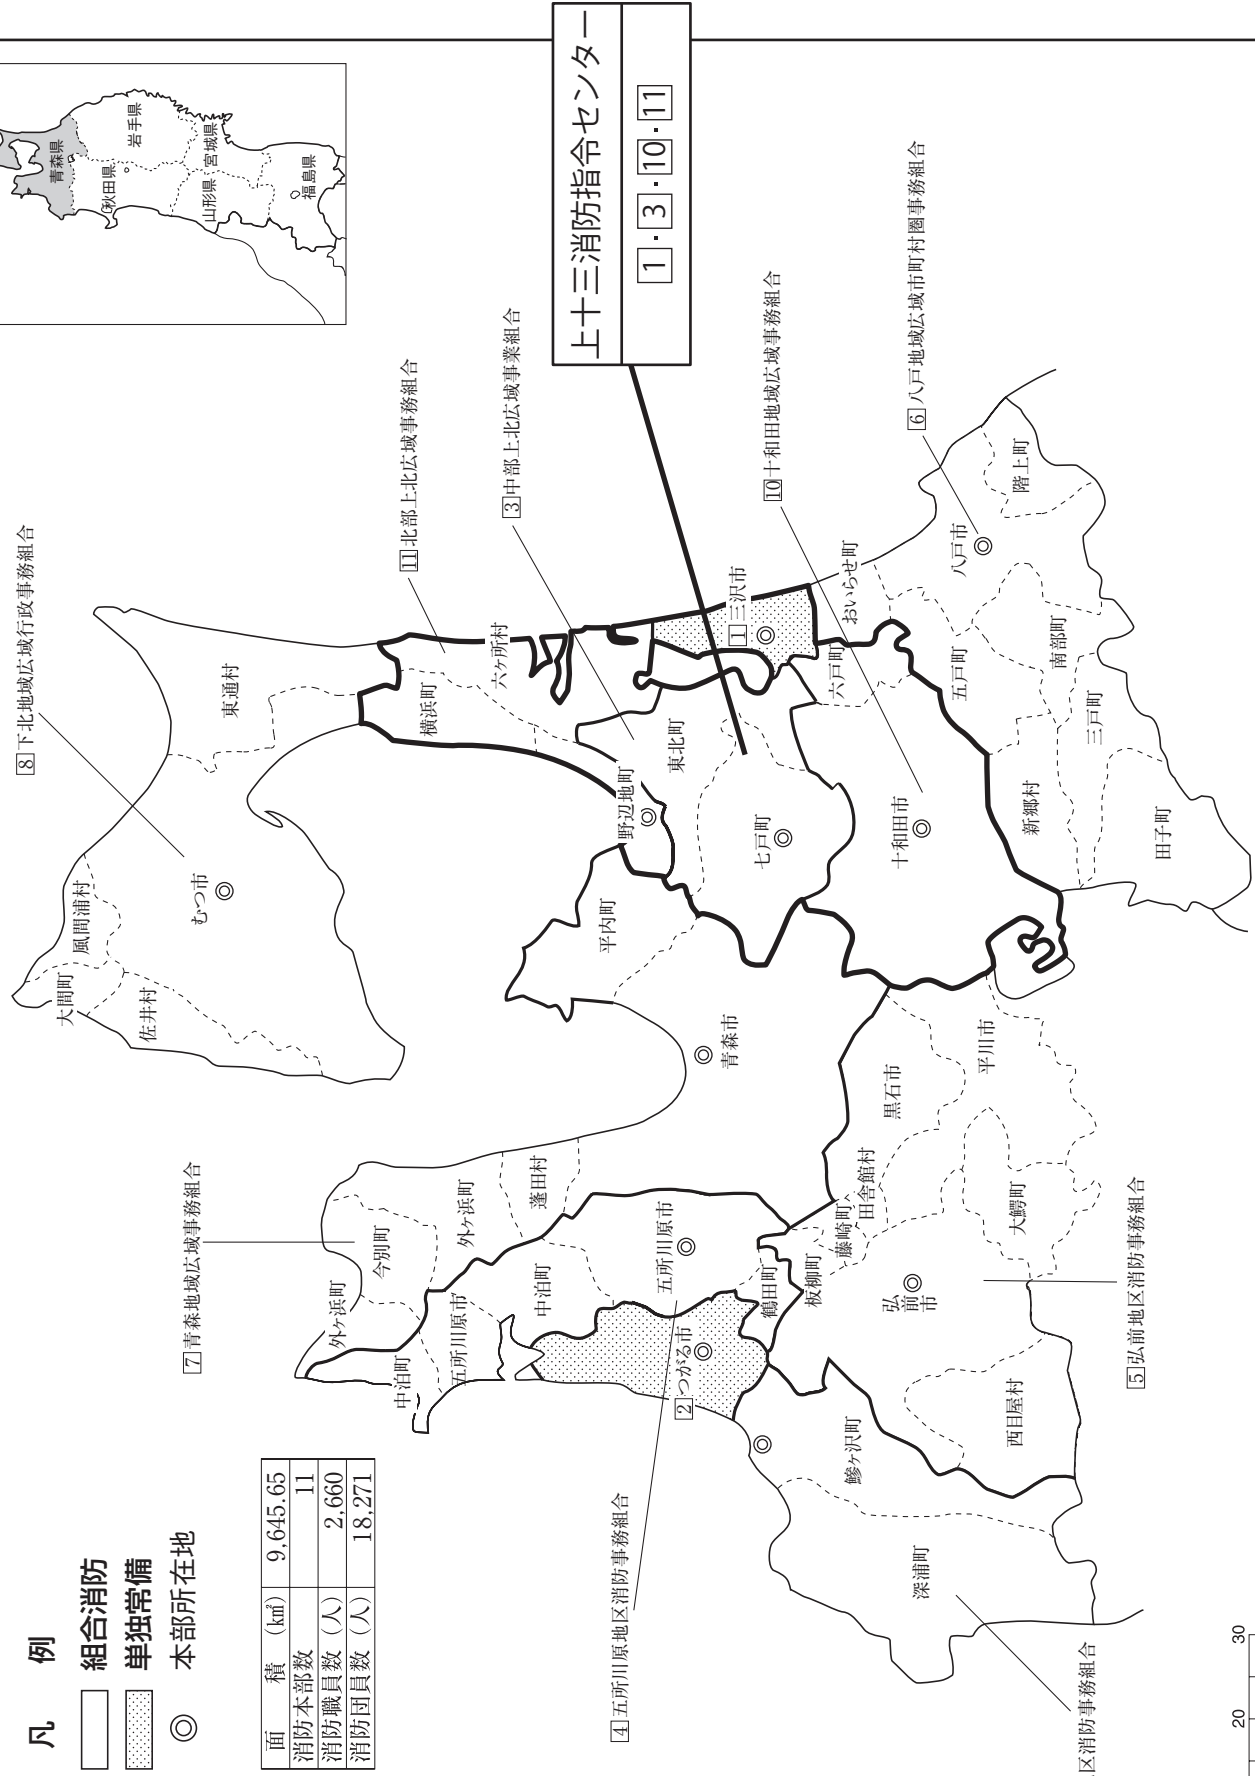 凡 例
組合消防
単独常備
本部所在地
面 積 (k㎡) 9,645.65
消防本部数 11
消防職員数 (人) 2,660
消防団員数 (人) 18,271
青森県
秋田県
岩手県
山形県
宮城県
福島県
上十三消防指令センター
1・3・10・11
8 下北地域広域行政事務組合
11 北部上北広域事務組合
3 中部上北広域事業組合
10 十和田地域広域事務組合
6 八戸地域広域市町村圏事務組合
7 青森地域広域事務組合
4 五所川原地区消防事務組合
5 弘前地区消防事務組合
区消防事務組合
大間町
風間浦村
佐井村
むつ市
東通村
横浜町
六ヶ所村
野辺地町
東北町
七戸町
1 三沢市
六戸町
おいらせ町
十和田市
五戸町
八戸市
階上町
南部町
三戸町
新郷村
田子町
平内町
青森市
外ヶ浜町
今別町
外ヶ浜町
蓬田村
中泊町
五所川原市
中泊町
五所川原市
2 つがる市
鶴田町
板柳町
藤崎町
田舎館村
黒石市
平川市
大鰐町
弘前市
西目屋村
鰺ヶ沢町
深浦町
20
30